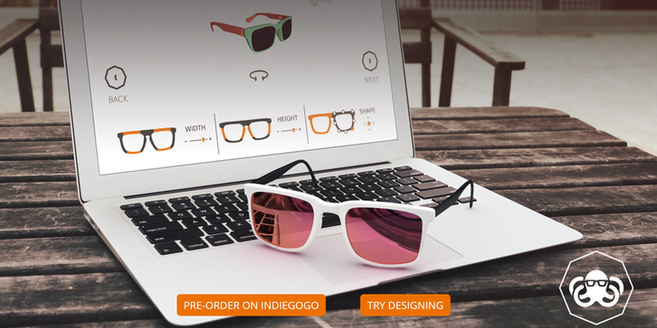 BACK
NEXT
WIDTH
HEIGHT
SHAPE
PRE-ORDER ON INDIEGOGO
TRY DESIGNING